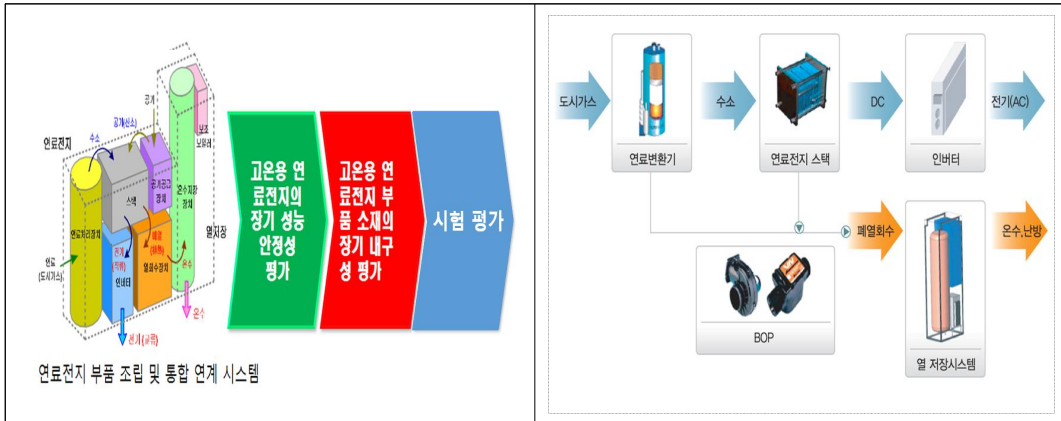 공기
보조
보일러
공기(산소)
수소
연료전지
공기공급
장치
온수저장
장치
스택
연료처리장치
열저장
전기
(직류)
폐열
인버터
열회수장치
연료
(도시가스)
온수
온수
전기 (교류)
연료전지 부품 조립 및 통합 연계 시스템
고온용 연
료전지의
장기 성능
안정성
평가
고온용 연
료전지 부
품 소재의
장기 내구
성 평가
시험 평가
도시가스
연료변환기
수소
연료전지 스택
DC
인버터
전기(AC)
BOP
폐열회수
열 저장시스템
온수,난방